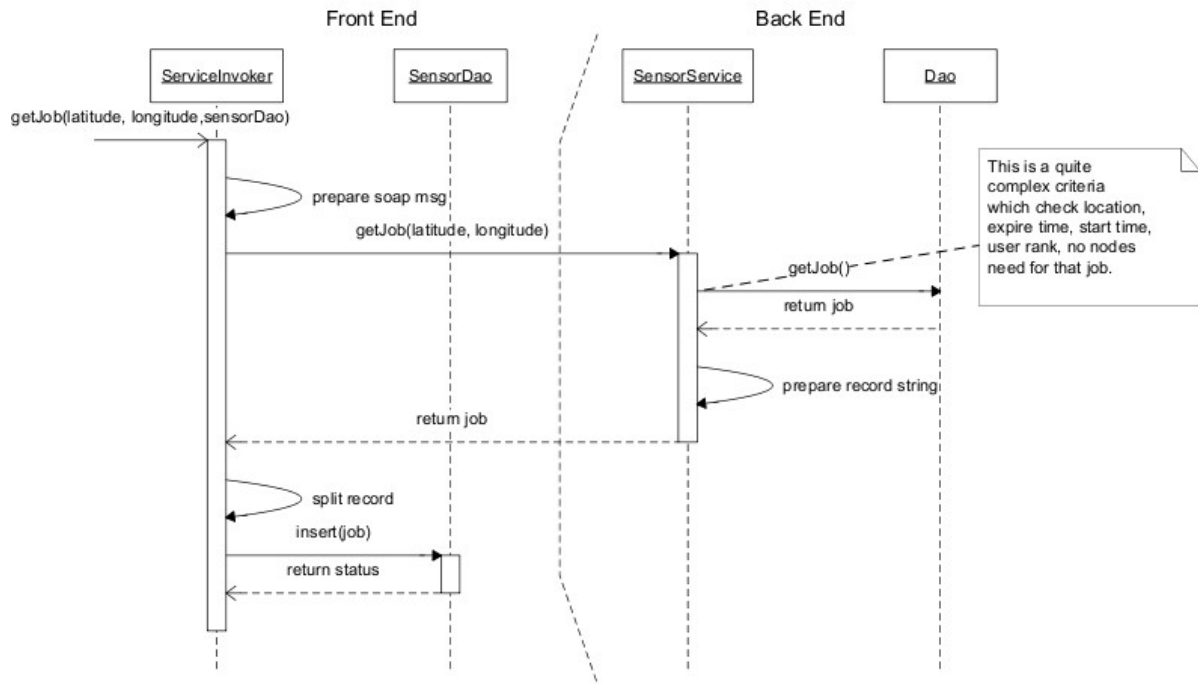 Front End
Back End
ServiceInvoker
SensorDao
SensorService
Dao
getJob(latitude, longitude,sensorDao)
This is a quite
complex criteria
which check location,
expire time, start time,
user rank, no nodes
need for that job.
prepare soap msg
getJob(latitude, longitude)
getJob()
return job
prepare record string
return job
split record
insert(job)
return status